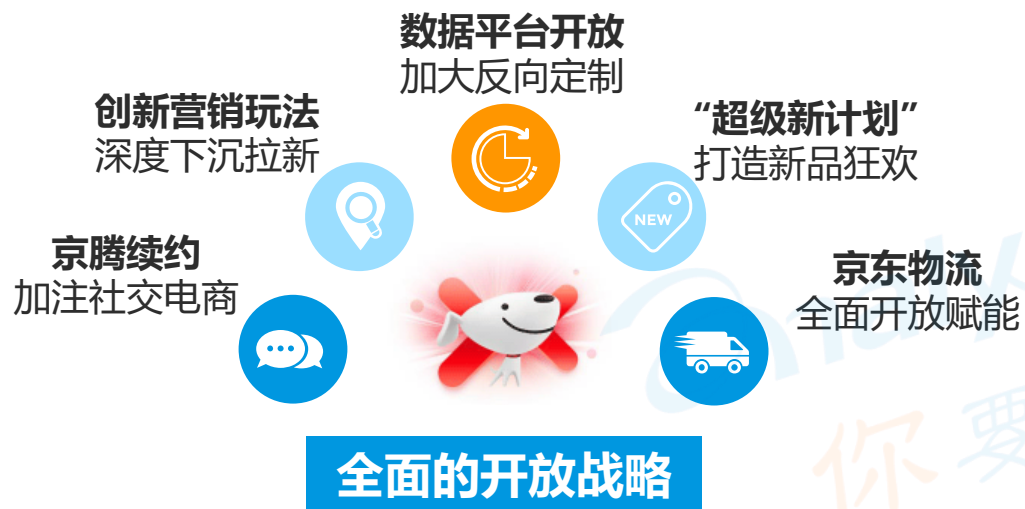 数据平台开放
加大反向定制
创新营销玩法
深度下沉拉新
“超级新计划”
打造新品狂欢
NEW
京腾续约
加注社交电商
京东物流
全面开放赋能
你要
全面的开放战略